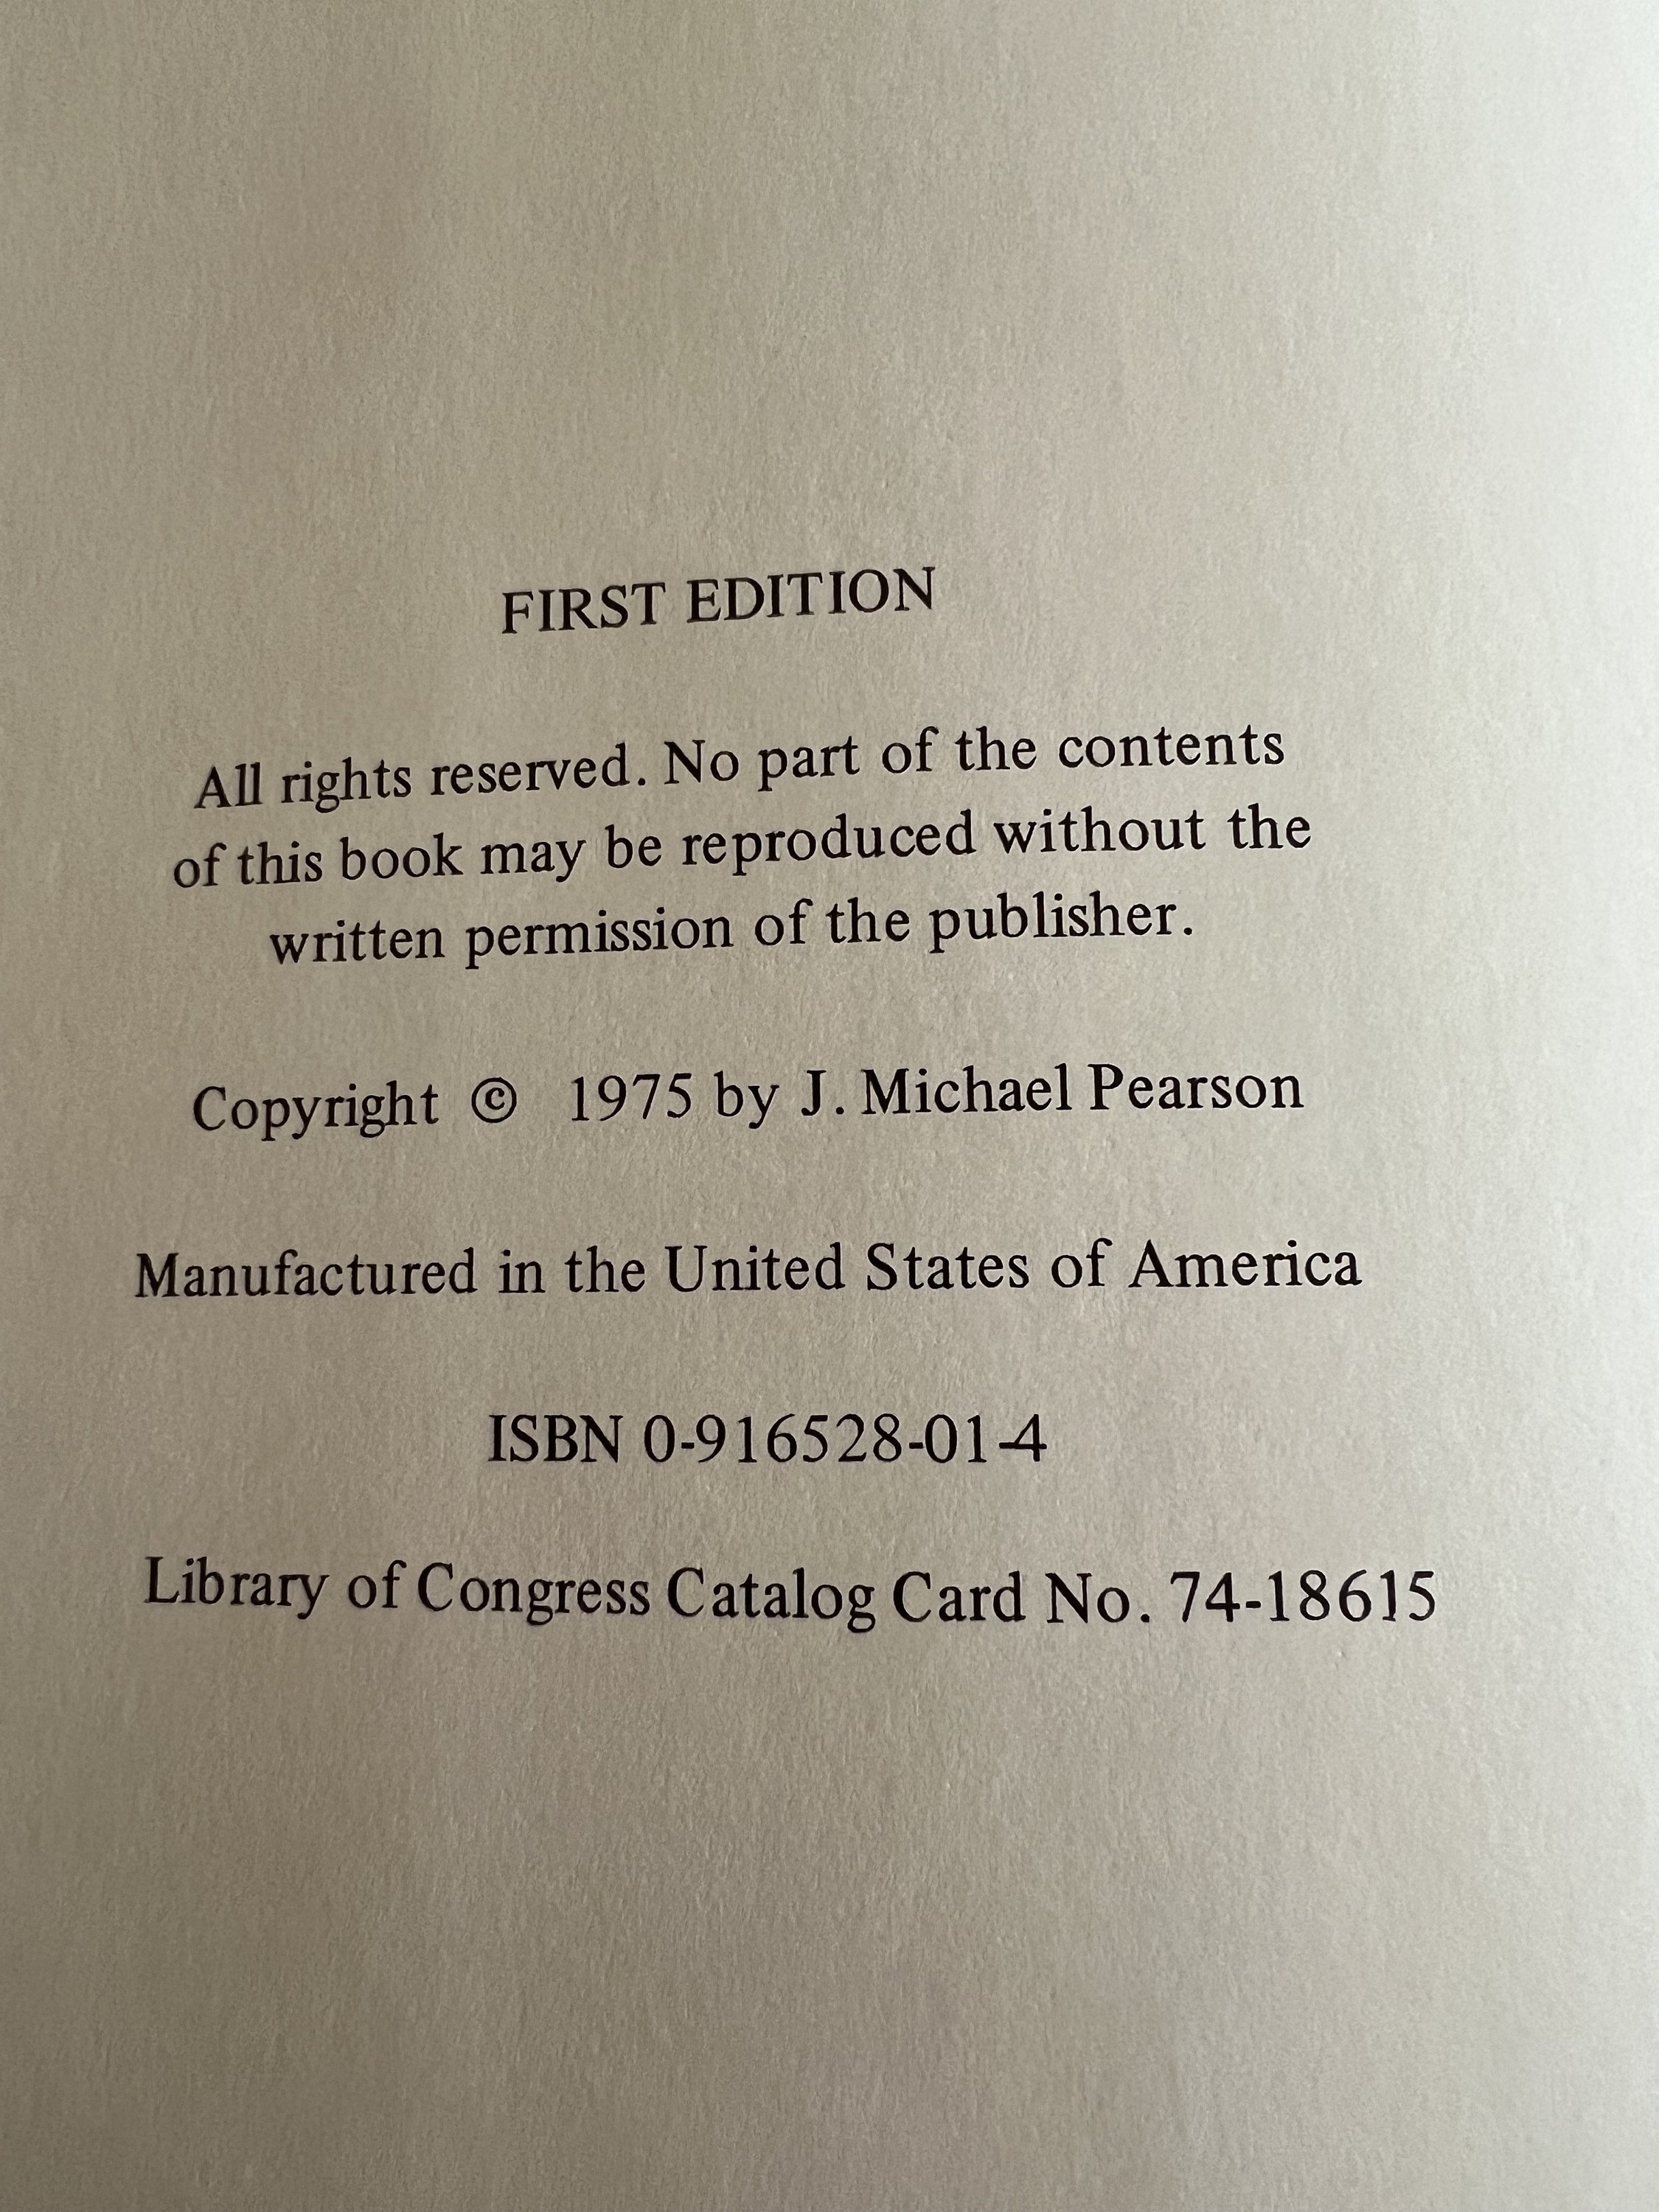 FIRST EDITION
All rights reserved. No part of the contents
of this book may be reproduced without the
written permission of the publisher.
Copyright © 1975 by J. Michael Pearson
Manufactured in the United States of America
ISBN 0-916528-01-4
Library of Congress Catalog Card No. 74-18615